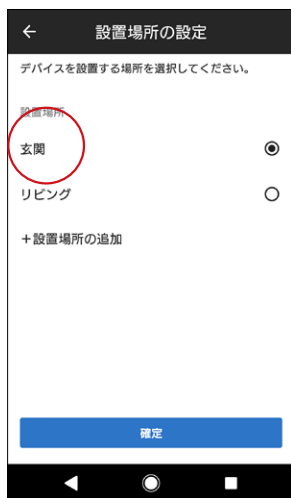 設置場所の設定
デバイスを設置する場所を選択してください。
設置場所
玄関
リビング
+設置場所の追加
確定